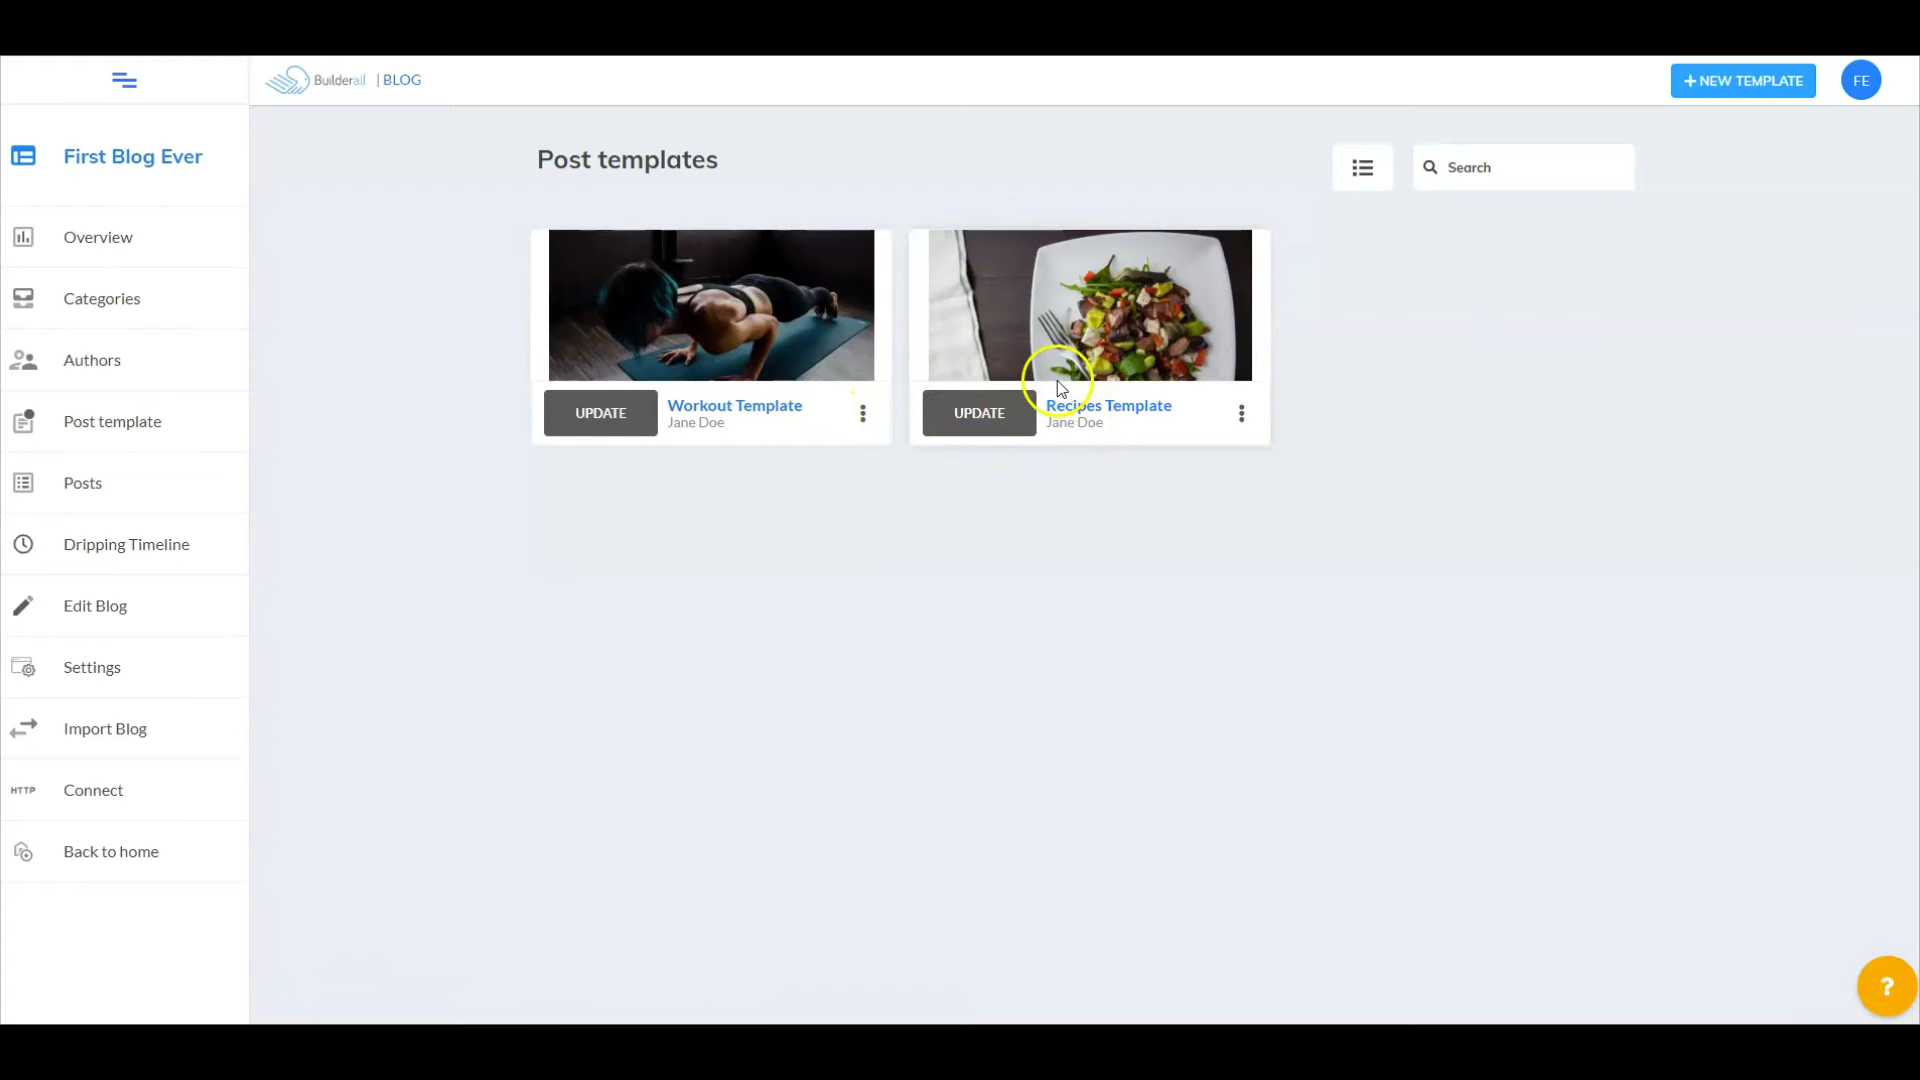 Builderall | BLOG
+ NEW TEMPLATE
FE
First Blog Ever
Overview
Categories
Authors
Post template
Posts
Dripping Timeline
Edit Blog
Settings
Import Blog
HTTP Connect
Back to home
Post templates
Search
UPDATE
Workout Template
Jane Doe
UPDATE
Recipes Template
Jane Doe
?